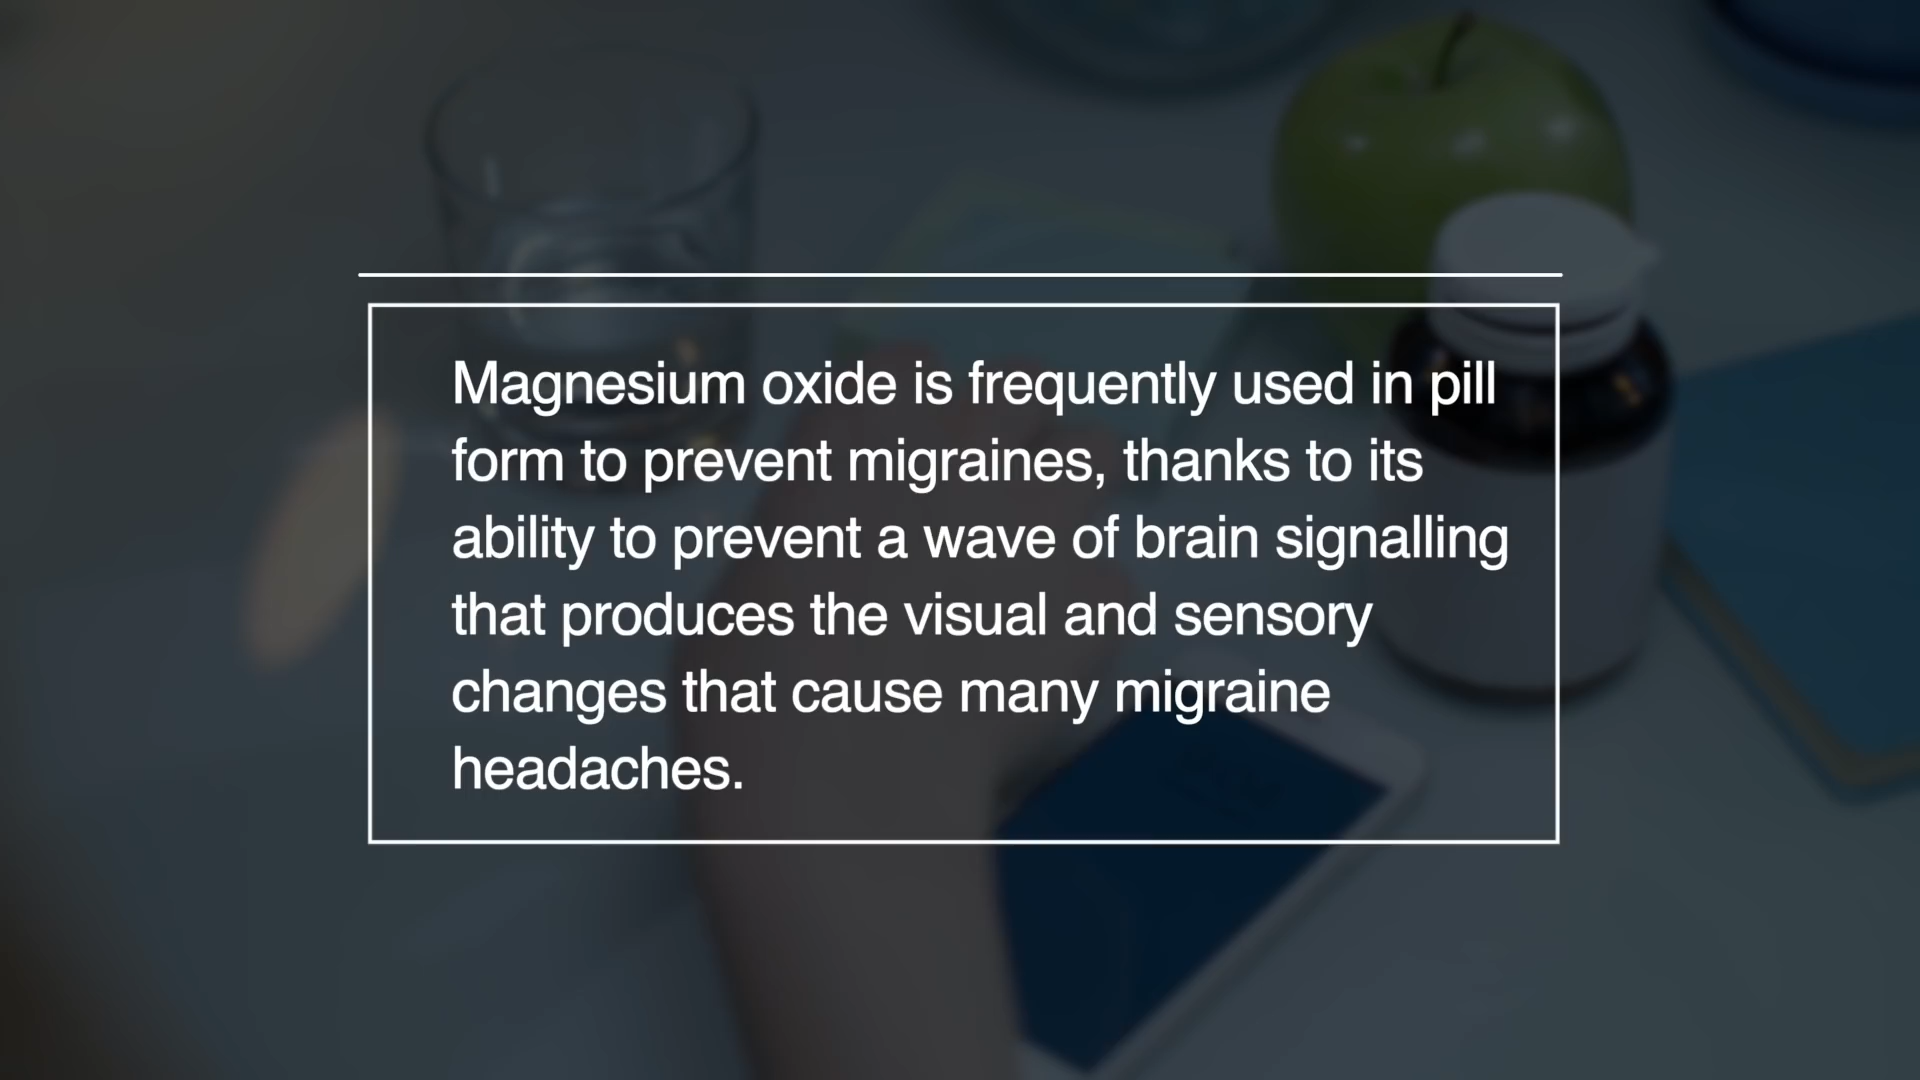 Magnesium oxide is frequently used in pill
form to prevent migraines, thanks to its
ability to prevent a wave of brain signalling
that produces the visual and sensory
changes that cause many migraine
headaches.